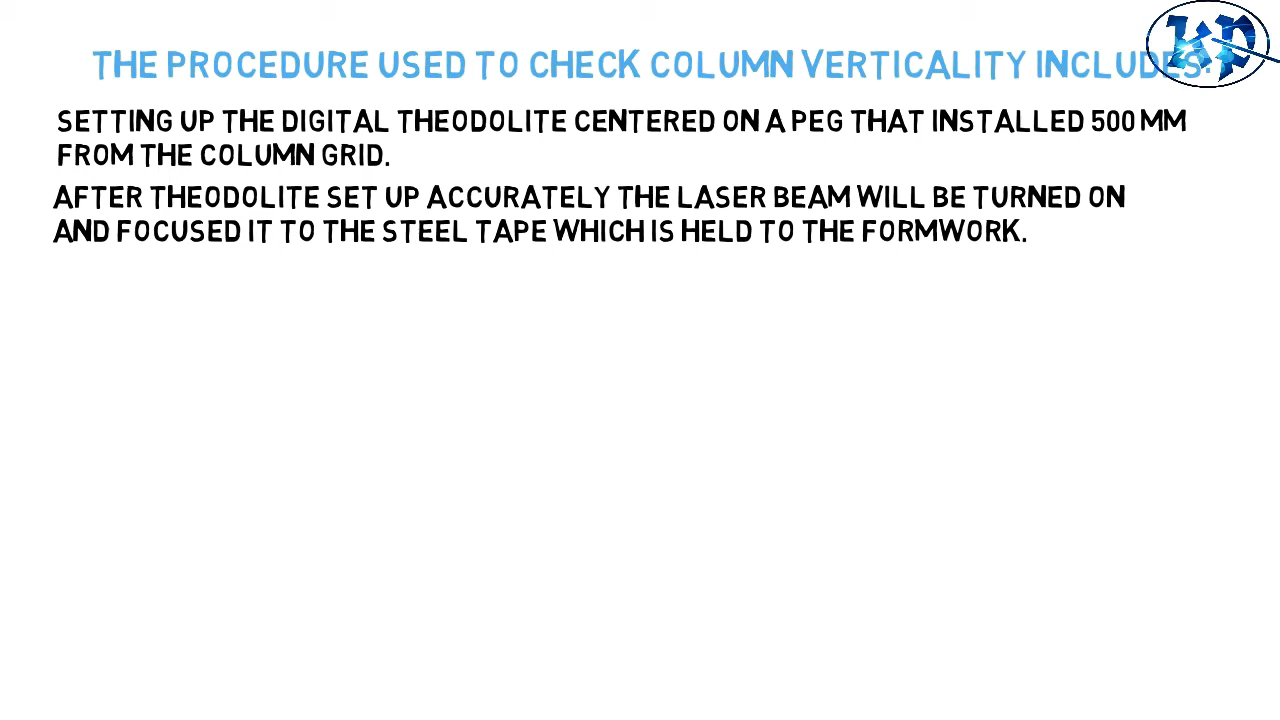 THE PROCEDURE USED TO CHECK COLUMN VERTICALITY INCLUDES:
SETTING UP THE DIGITAL THEODOLITE CENTERED ON A PEG THAT INSTALLED 500 MM
FROM THE COLUMN GRID.
AFTER THEODOLITE SET UP ACCURATELY THE LASER BEAM WILL BE TURNED ON
AND FOCUSED IT TO THE STEEL TAPE WHICH IS HELD TO THE FORMWORK.